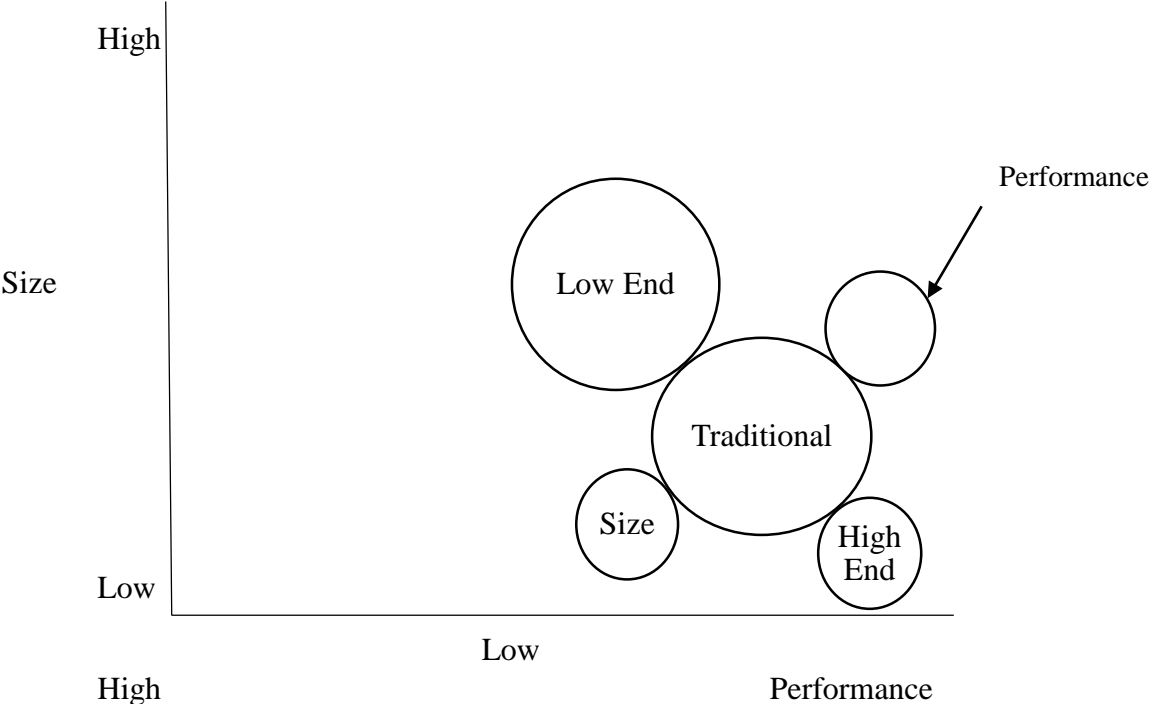 High
Performance
Low End
Size
Traditional
Size
High
End
Low
Low
High Performance